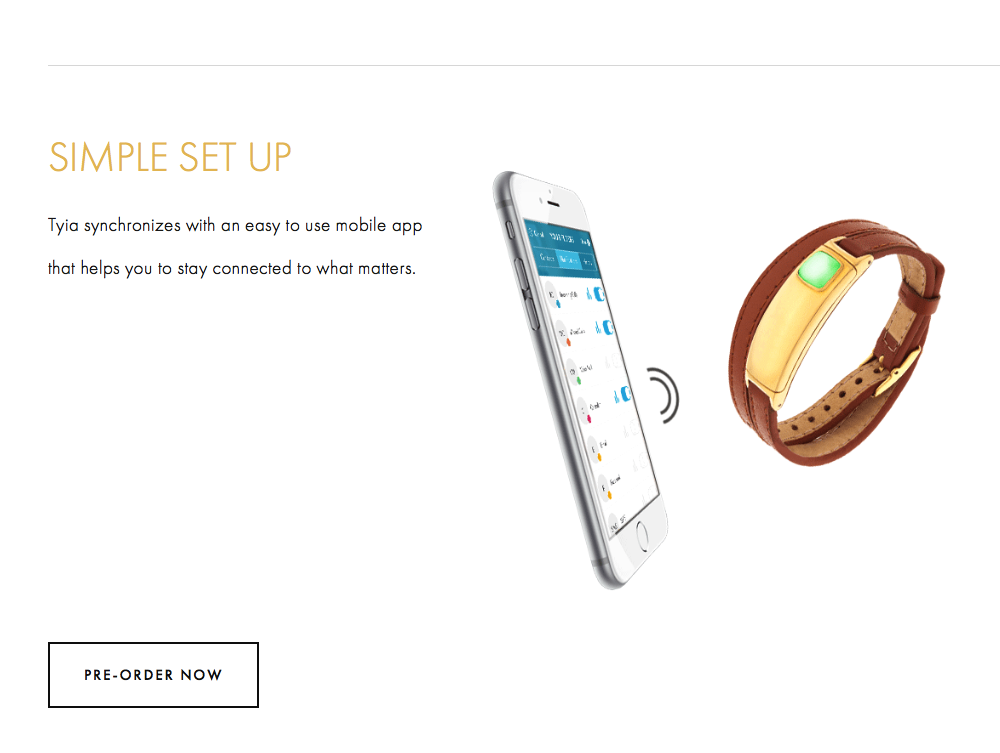 SIMPLE SET UP
Tyia synchronizes with an easy to use mobile app
that helps you to stay connected to what matters.
PRE-ORDER NOW